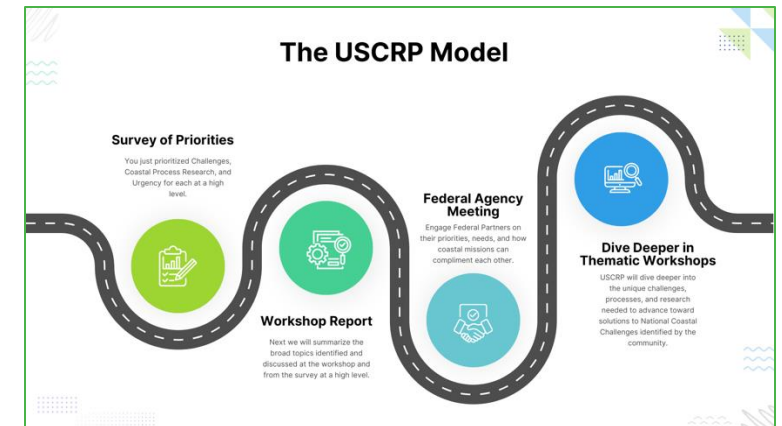 The USCRP Model
Survey of Priorities
You just prioritized Challenges,
Coastal Process Research, and
Urgency for each at a high
level.
Workshop Report
Next we will summarize the
broad topics identified and
discussed at the workshop and
from the survey at a high level.
Federal Agency
Meeting
Engage Federal Partners on
their priorities, needs, and how
coastal missions can
compliment each other.
Dive Deeper in
Thematic Workshops
USCRP will dive deeper into
the unique challenges,
processes, and research
needed to advance toward
solutions to National Coastal
Challenges identified by the
community.